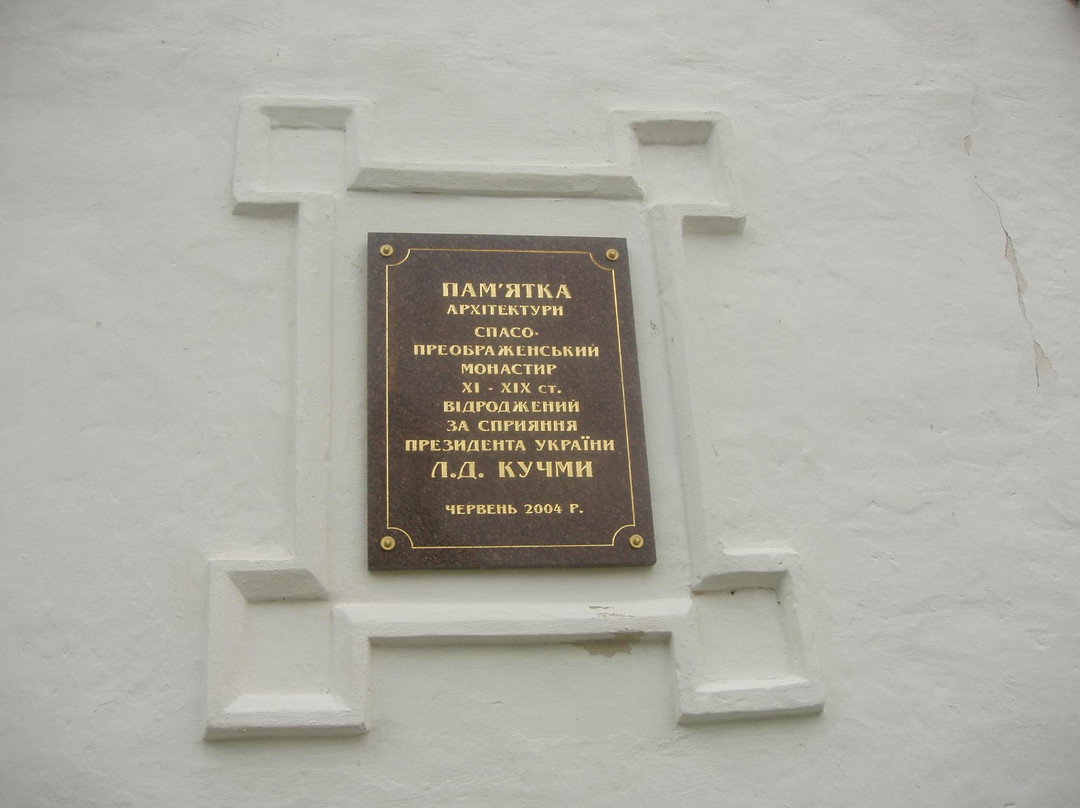 ПАМ'ЯТКА
АРХІТЕКТУРИ
СПАСО-
ПРЕОБРАЖЕНСЬКИЙ
МОНАСТИР
XI - XIX СТ.
ВІДРОДЖЕНИЙ
ЗА СПРИЯННЯ
ПРЕЗИДЕНТА УКРАЇНИ
Л.Д. КУЧМИ
ЧЕРВЕНЬ 2004 Р.